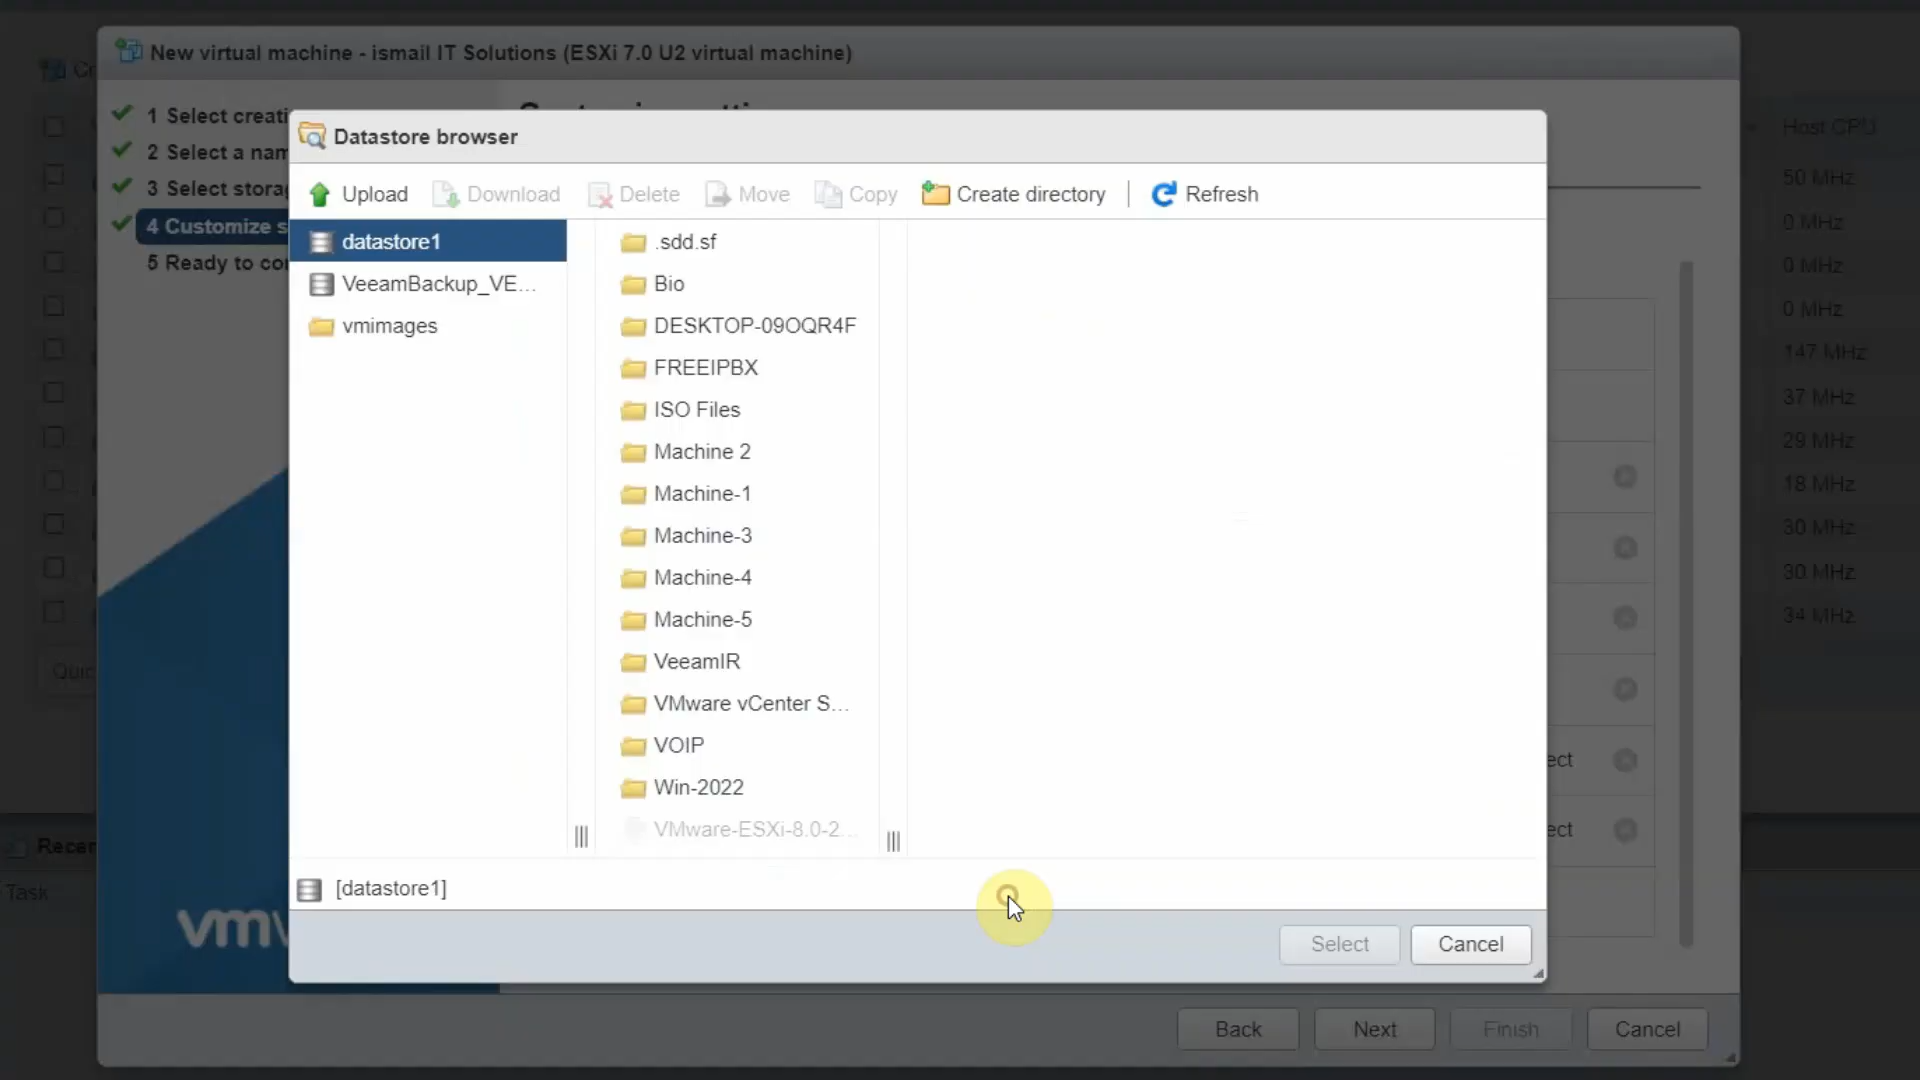 New virtual machine - ismail IT Solutions (ESXi 7.0 U2 virtual machine)
1 Select creati
2 Select a nam
3 Select stora
4 Customize s
5 Ready to co
Datastore browser
Upload Download Delete Move Copy Create directory Refresh
datastore1
VeeamBackup_VE...
vmimages
.sdd.sf
Bio
DESKTOP-09OQR4F
FREEIPBX
ISO Files
Machine 2
Machine-1
Machine-3
Machine-4
Machine-5
VeeamIR
VMware vCenter S...
VOIP
Win-2022
VMware-ESXi-8.0-2...
[datastore1]
Select Cancel
Back Next Finish Cancel
Host CPU
50 MHz
0 MHz
0 MHz
0 MHz
147 MHz
37 MHz
29 MHz
18 MHz
30 MHz
30 MHz
34 MHz
ect
ect
Cr
Quic
Recen
Task
vmw